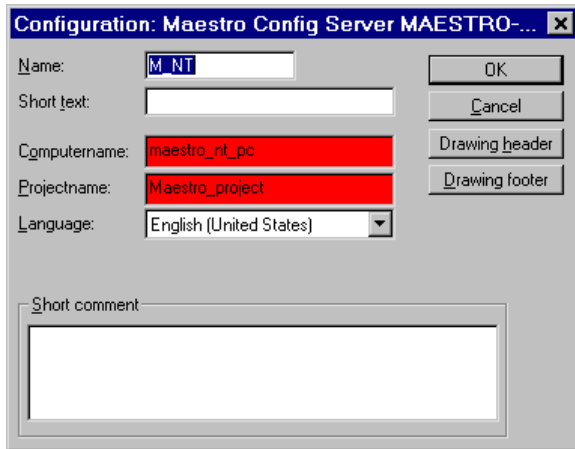 Configuration: Maestro Config Server MAESTRO-...
Name: M_NT
OK
Short text:
Cancel
Computername: maestro_nt_pc
Drawing header
Projectname: Maestro_project
Drawing footer
Language: English (United States)
Short comment